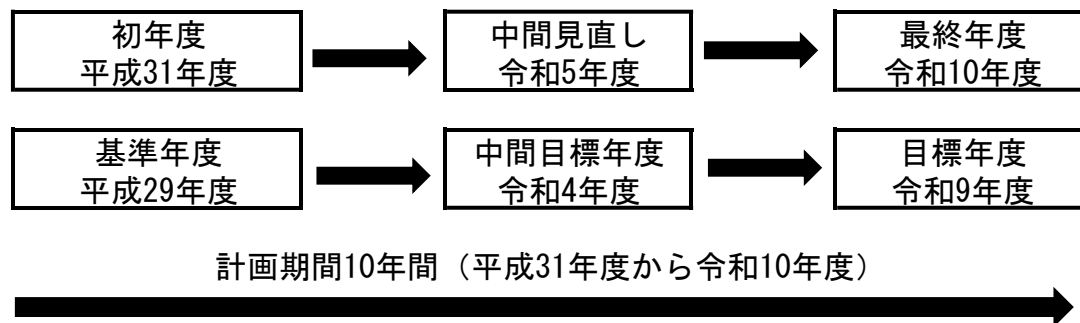 初年度
平成31年度
中間見直し
令和5年度
最終年度
令和10年度
基準年度
平成29年度
中間目標年度
令和4年度
目標年度
令和9年度
計画期間10年間（平成31年度から令和10年度）